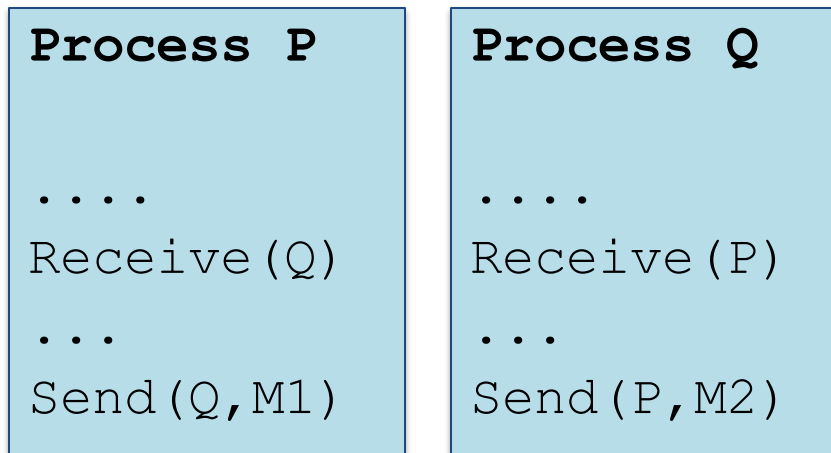 Process P
....
Receive(Q)
...
Send(Q,M1)
Process Q
....
Receive(P)
...
Send(P,M2)